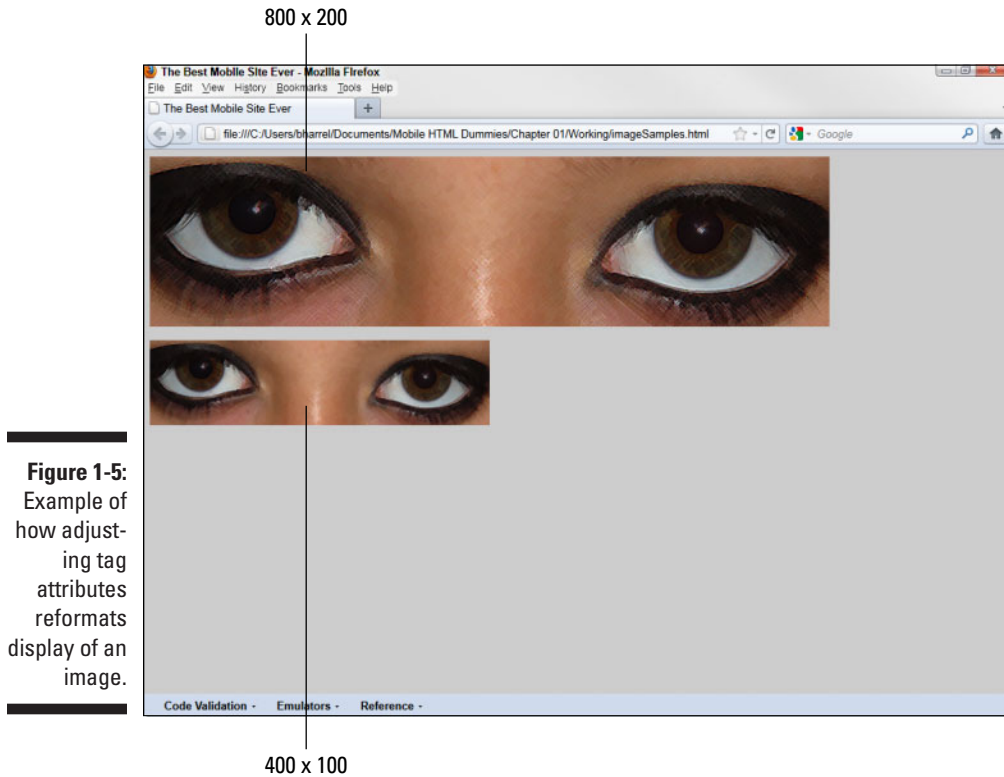 800 x 200
The Best Mobile Site Ever - Mozilla Firefox
File Edit View History Bookmarks Tools Help
The Best Mobile Site Ever +
file:///C:/Users/bharrel/Documents/Mobile HTML Dummies/Chapter 01/Working/imageSamples.html
Google
Figure 1-5:
Example of
how adjust-
ing tag
attributes
reformats
display of an
image.
Code Validation - Emulators - Reference -
400 x 100